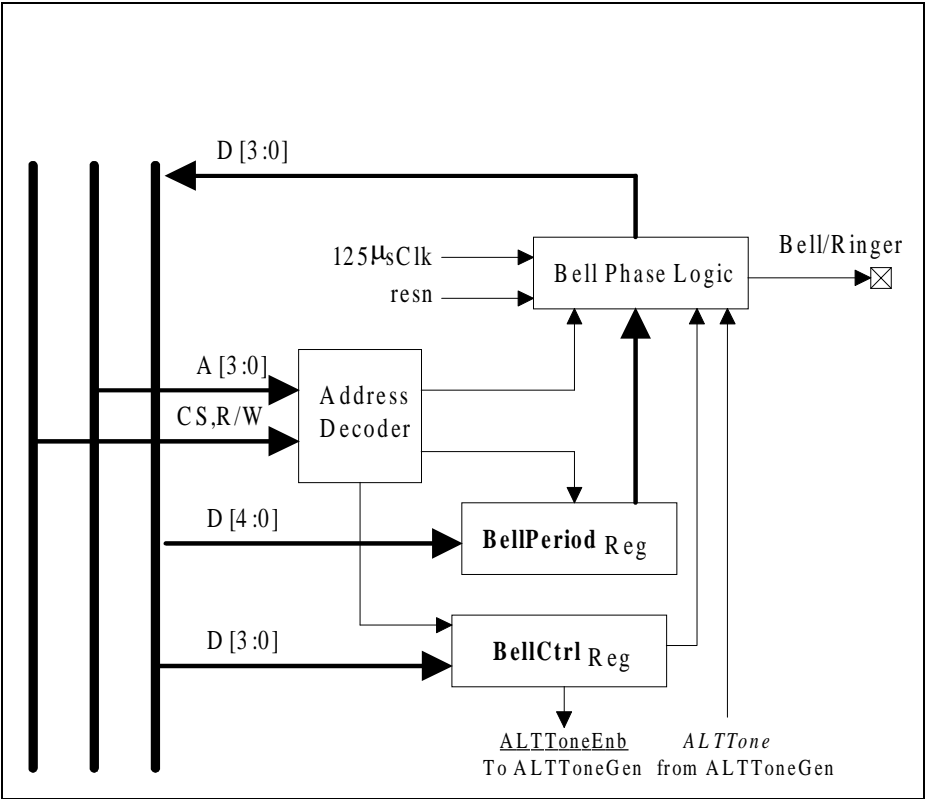 D[3:0]
Bell/Ringer
125μsClk
Bell Phase Logic
resn
A[3:0]
Address
Decoder
CS,R/W
D[4:0]
BellPeriod Reg
D[3:0]
BellCtrl Reg
ALTToneEnb
To ALTToneGen
ALTTone
from ALTToneGen